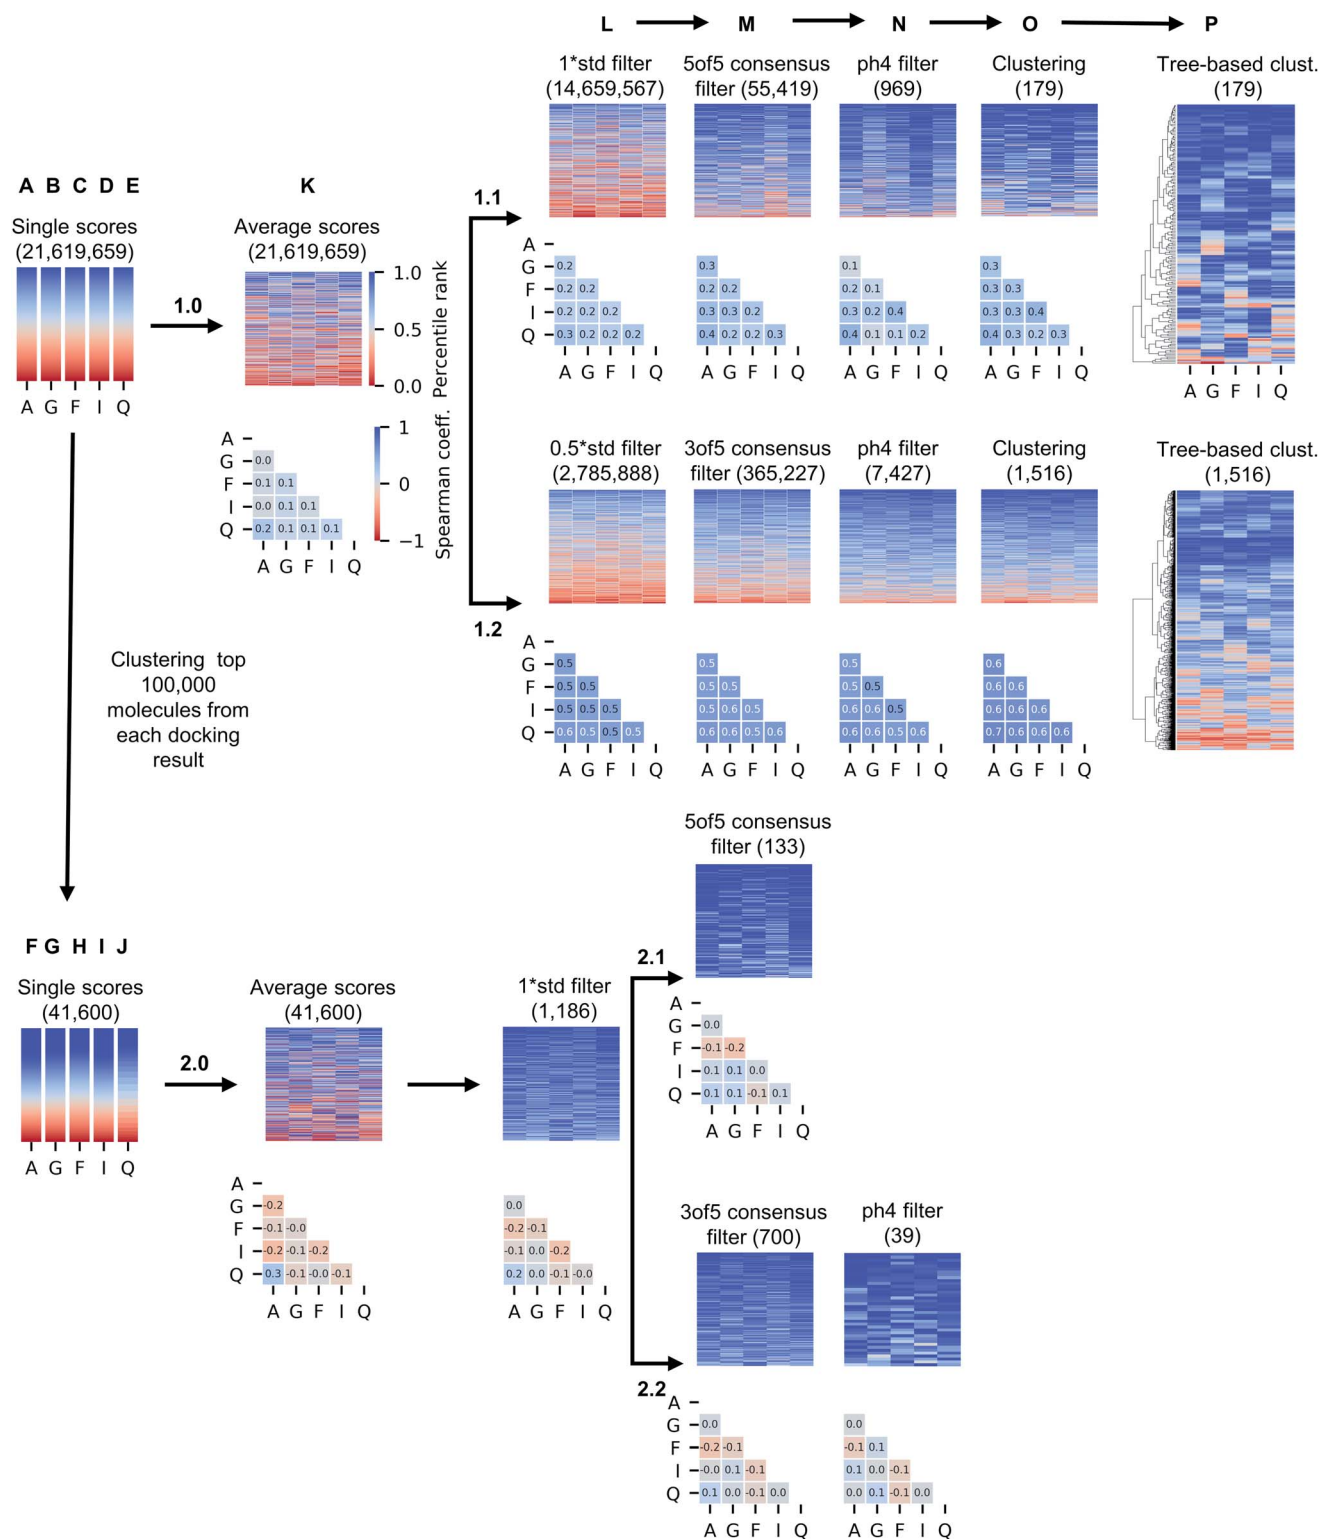 L M N O P
1*std filter
(14,659,567)
5of5 consensus
filter (55,419)
ph4 filter
(969)
Clustering
(179)
Tree-based clust.
(179)
A B C D E
Single scores
(21,619,659)
A G F I Q
1.0
K
Average scores
(21,619,659)
1.0
0.5
0.0
Percentile rank
1
0
−1
Spearman coeff.
A
G 0.0
F 0.1 0.1
I 0.0 0.1 0.1
Q 0.2 0.1 0.1 0.1
A G F I Q
1.1
A
G 0.2
F 0.2 0.2
I 0.2 0.2 0.2
Q 0.3 0.2 0.2 0.2
A G F I Q
0.3
0.2 0.2
0.3 0.3 0.2
0.4 0.2 0.2 0.3
A G F I Q
0.1
0.2 0.1
0.3 0.2 0.4
0.4 0.1 0.1 0.2
A G F I Q
0.3
0.3 0.3
0.3 0.3 0.4
0.4 0.3 0.2 0.3
A G F I Q
A G F I Q
1.2
0.5*std filter
(2,785,888)
3of5 consensus
filter (365,227)
ph4 filter
(7,427)
Clustering
(1,516)
Tree-based clust.
(1,516)
A
G 0.5
F 0.5 0.5
I 0.5 0.5 0.5
Q 0.6 0.5 0.5 0.5
A G F I Q
0.5
0.5 0.5
0.5 0.6 0.5
0.6 0.6 0.5 0.6
A G F I Q
0.5
0.5 0.5
0.6 0.6 0.5
0.6 0.6 0.5 0.6
A G F I Q
0.6
0.6 0.6
0.6 0.6 0.6
0.7 0.6 0.6 0.6
A G F I Q
Clustering top
100,000
molecules from
each docking
result
F G H I J
Single scores
(41,600)
A G F I Q
2.0
Average scores
(41,600)
A
G -0.2
F -0.1 -0.0
I -0.2 -0.1 -0.2
Q 0.3 -0.1 -0.0 -0.1
A G F I Q
1*std filter
(1,186)
0.0
-0.2 -0.1
-0.1 0.0 -0.2
0.2 0.0 -0.1 -0.0
A G F I Q
2.1
5of5 consensus
filter (133)
A
G 0.0
F -0.1 -0.2
I 0.1 0.1 0.0
Q 0.1 0.1 -0.1 0.1
A G F I Q
2.2
3of5 consensus
filter (700)
ph4 filter
(39)
A
G 0.0
F -0.2 -0.1
I -0.0 0.1 -0.1
Q 0.1 0.0 -0.1 0.0
A G F I Q
0.0
-0.1 0.1
0.1 0.0 -0.1
0.0 0.1 -0.1 0.0
A G F I Q